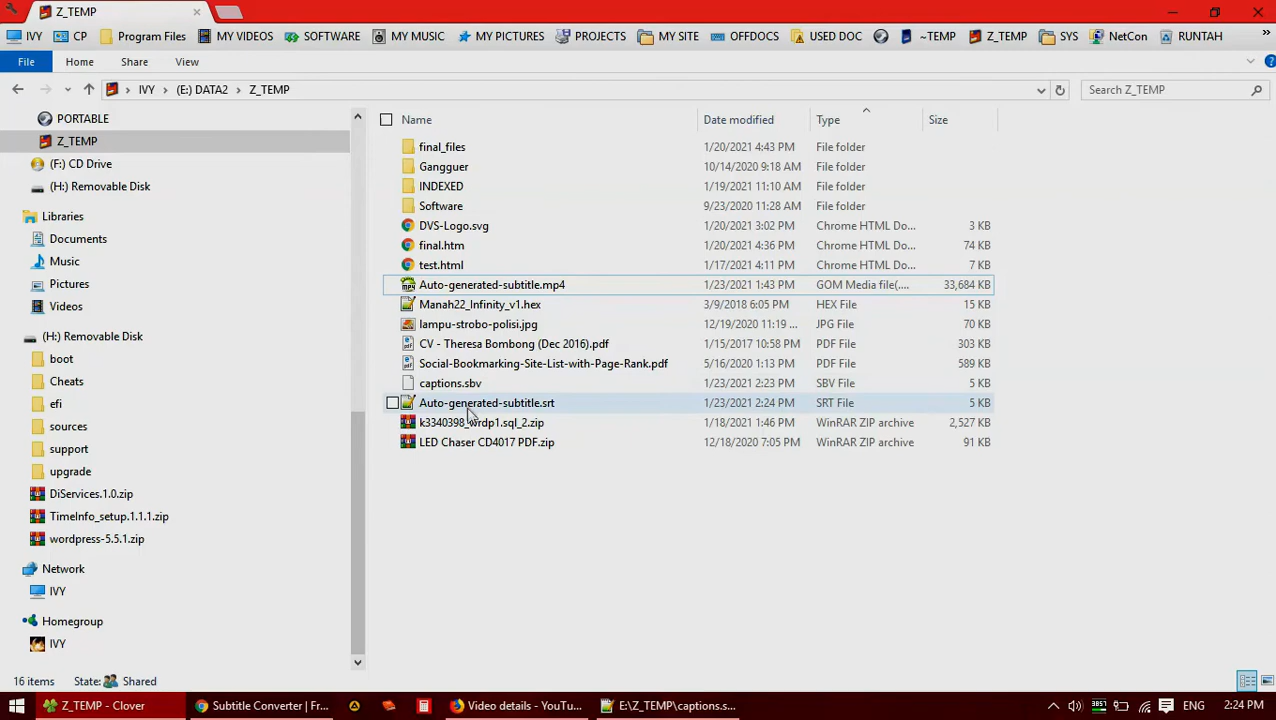 Z_TEMP
IVY CP Program Files MY VIDEOS SOFTWARE MY MUSIC MY PICTURES PROJECTS MY SITE OFFDOCS USED DOC ~TEMP Z_TEMP SYS NetCon RUNTAH »
File Home Share View
IVY > (E:) DATA2 > Z_TEMP Search Z_TEMP
PORTABLE
Z_TEMP
(F:) CD Drive
(H:) Removable Disk
Libraries
Documents
Music
Pictures
Videos
(H:) Removable Disk
boot
Cheats
efi
sources
support
upgrade
DiServices.1.0.zip
TimeInfo_setup.1.1.1.zip
wordpress-5.5.1.zip
Network
IVY
Homegroup
IVY
Name Date modified Type Size
final_files 1/20/2021 4:43 PM File folder
Gangguer 10/14/2020 9:18 AM File folder
INDEXED 1/19/2021 11:10 AM File folder
Software 9/23/2020 11:28 AM File folder
DVS-Logo.svg 1/20/2021 3:02 PM Chrome HTML Do... 3 KB
final.htm 1/20/2021 4:36 PM Chrome HTML Do... 74 KB
test.html 1/17/2021 4:11 PM Chrome HTML Do... 7 KB
Auto-generated-subtitle.mp4 1/23/2021 1:43 PM GOM Media file(.... 33,684 KB
Manah22_Infinity_v1.hex 3/9/2018 6:05 PM HEX File 15 KB
lampu-strobo-polisi.jpg 12/19/2020 11:19 ... JPG File 70 KB
CV - Theresa Bombong (Dec 2016).pdf 1/15/2017 10:58 PM PDF File 303 KB
Social-Bookmarking-Site-List-with-Page-Rank.pdf 5/16/2020 1:13 PM PDF File 589 KB
captions.sbv 1/23/2021 2:23 PM SBV File 5 KB
Auto-generated-subtitle.srt 1/23/2021 2:24 PM SRT File 5 KB
k3340398_wrdp1.sql_2.zip 1/18/2021 1:46 PM WinRAR ZIP archive 2,527 KB
LED Chaser CD4017 PDF.zip 12/18/2020 7:05 PM WinRAR ZIP archive 91 KB
16 items State: Shared
Z_TEMP - Clover Subtitle Converter | Fr... Video details - YouTu... E:\Z_TEMP\captions.s... ENG 2:24 PM